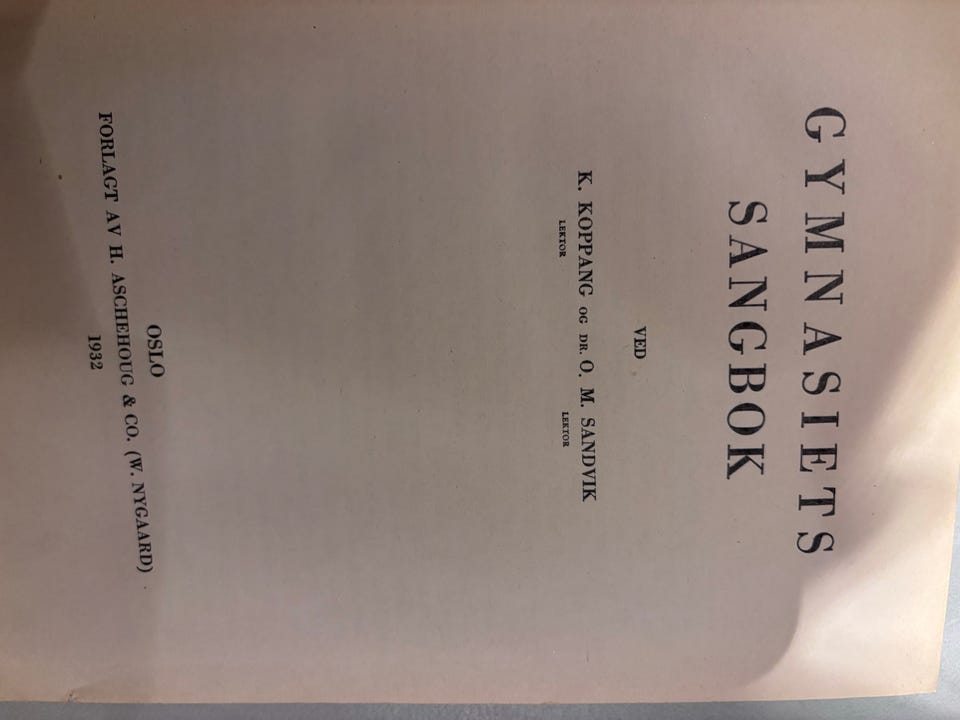 GYMNASIETS
SANGBOK
VED
K. KOPPANG OG DR. O. M. SANDVIK
LEKTOR LEKTOR
OSLO
FORLAGT AV H. ASCHEHOUG & CO. (W. NYGAARD)
1932